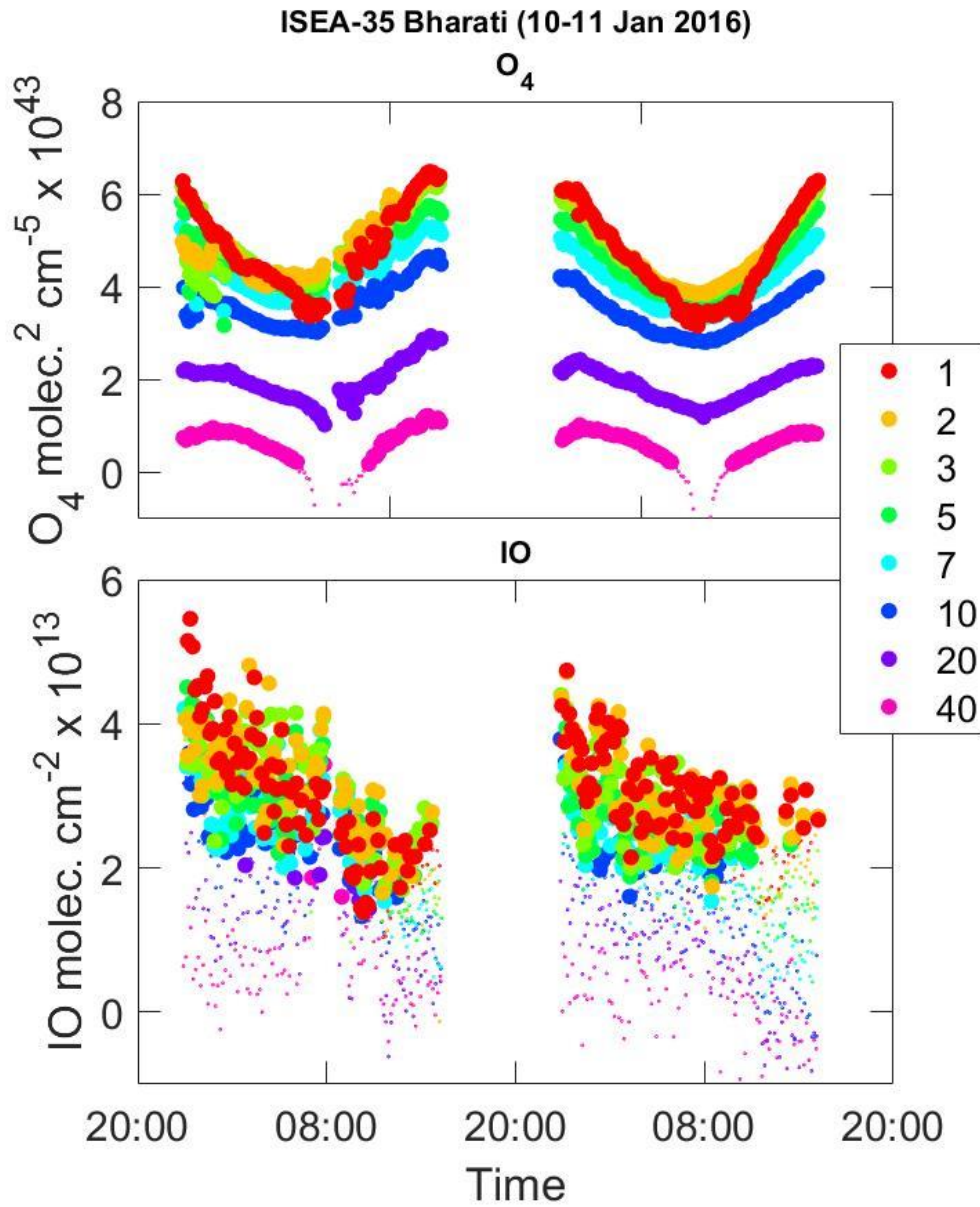 ISEA-35 Bharati (10-11 Jan 2016)
O₄
O₄ molec.² cm⁻⁵ x 10⁴³
8
6
4
2
0
1
2
3
5
7
10
20
40
IO
IO molec. cm⁻² x 10¹³
6
4
2
0
20:00 08:00 20:00 08:00 20:00
Time